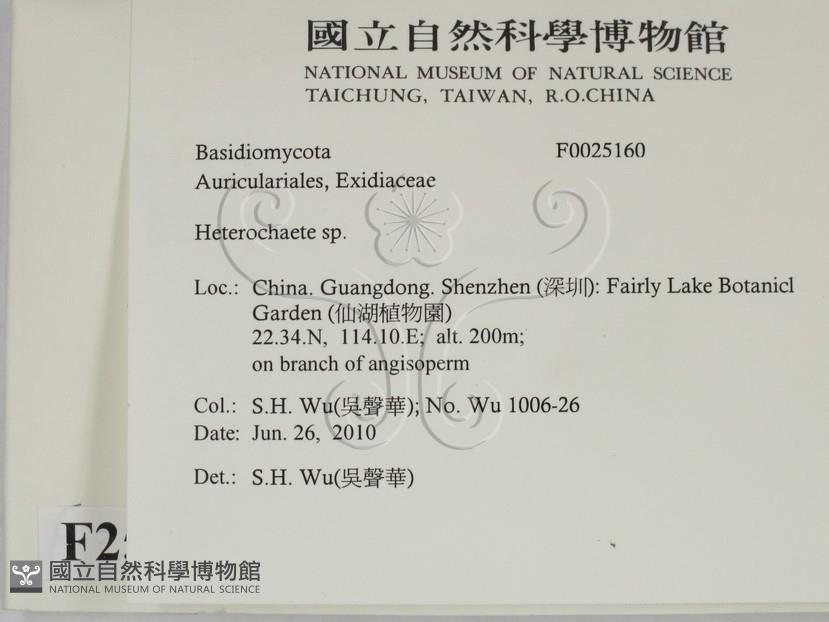 國立自然科學博物館
NATIONAL MUSEUM OF NATURAL SCIENCE
TAICHUNG, TAIWAN, R.O.CHINA
Basidiomycota F0025160
Auriculariales, Exidiaceae
Heterochaete sp.
Loc.: China. Guangdong. Shenzhen (深圳): Fairly Lake Botanicl
Garden (仙湖植物園)
22.34.N, 114.10.E; alt. 200m;
on branch of angisoperm
Col.: S.H. Wu(吳聲華); No. Wu 1006-26
Date: Jun. 26, 2010
Det.: S.H. Wu(吳聲華)
國立自然科學博物館
NATIONAL MUSEUM OF NATURAL SCIENCE